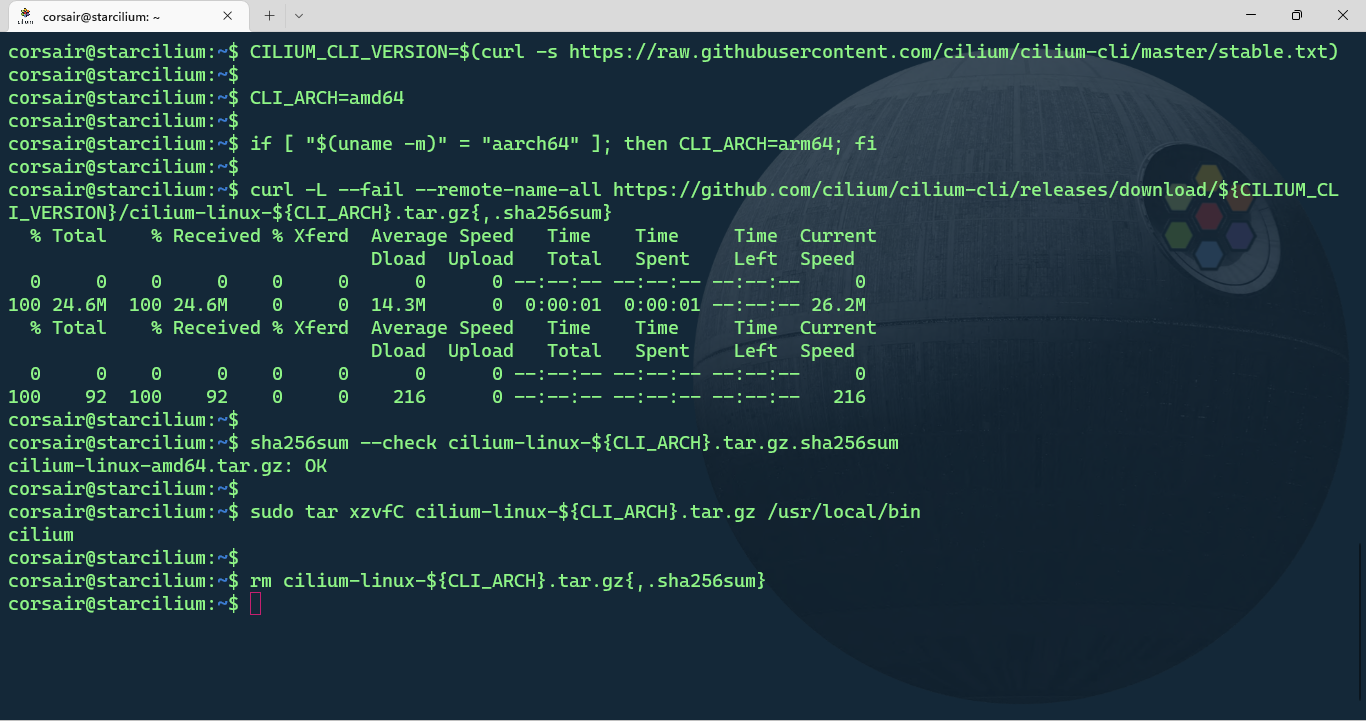 corsair@starcilium: ~
corsair@starcilium:~$ CILIUM_CLI_VERSION=$(curl -s https://raw.githubusercontent.com/cilium/cilium-cli/master/stable.txt)
corsair@starcilium:~$
corsair@starcilium:~$ CLI_ARCH=amd64
corsair@starcilium:~$
corsair@starcilium:~$ if [ "$(uname -m)" = "aarch64" ]; then CLI_ARCH=arm64; fi
corsair@starcilium:~$
corsair@starcilium:~$ curl -L --fail --remote-name-all https://github.com/cilium/cilium-cli/releases/download/${CILIUM_CL
I_VERSION}/cilium-linux-${CLI_ARCH}.tar.gz{,.sha256sum}
  % Total    % Received % Xferd  Average Speed   Time    Time     Time  Current
                                 Dload  Upload   Total   Spent    Left  Speed
  0     0    0     0    0     0      0      0 --:--:-- --:--:-- --:--:--     0
100 24.6M  100 24.6M    0     0  14.3M      0  0:00:01  0:00:01 --:--:-- 26.2M
  % Total    % Received % Xferd  Average Speed   Time    Time     Time  Current
                                 Dload  Upload   Total   Spent    Left  Speed
  0     0    0     0    0     0      0      0 --:--:-- --:--:-- --:--:--     0
100    92  100    92    0     0    216      0 --:--:-- --:--:-- --:--:--   216
corsair@starcilium:~$
corsair@starcilium:~$ sha256sum --check cilium-linux-${CLI_ARCH}.tar.gz.sha256sum
cilium-linux-amd64.tar.gz: OK
corsair@starcilium:~$
corsair@starcilium:~$ sudo tar xzvfC cilium-linux-${CLI_ARCH}.tar.gz /usr/local/bin
cilium
corsair@starcilium:~$
corsair@starcilium:~$ rm cilium-linux-${CLI_ARCH}.tar.gz{,.sha256sum}
corsair@starcilium:~$